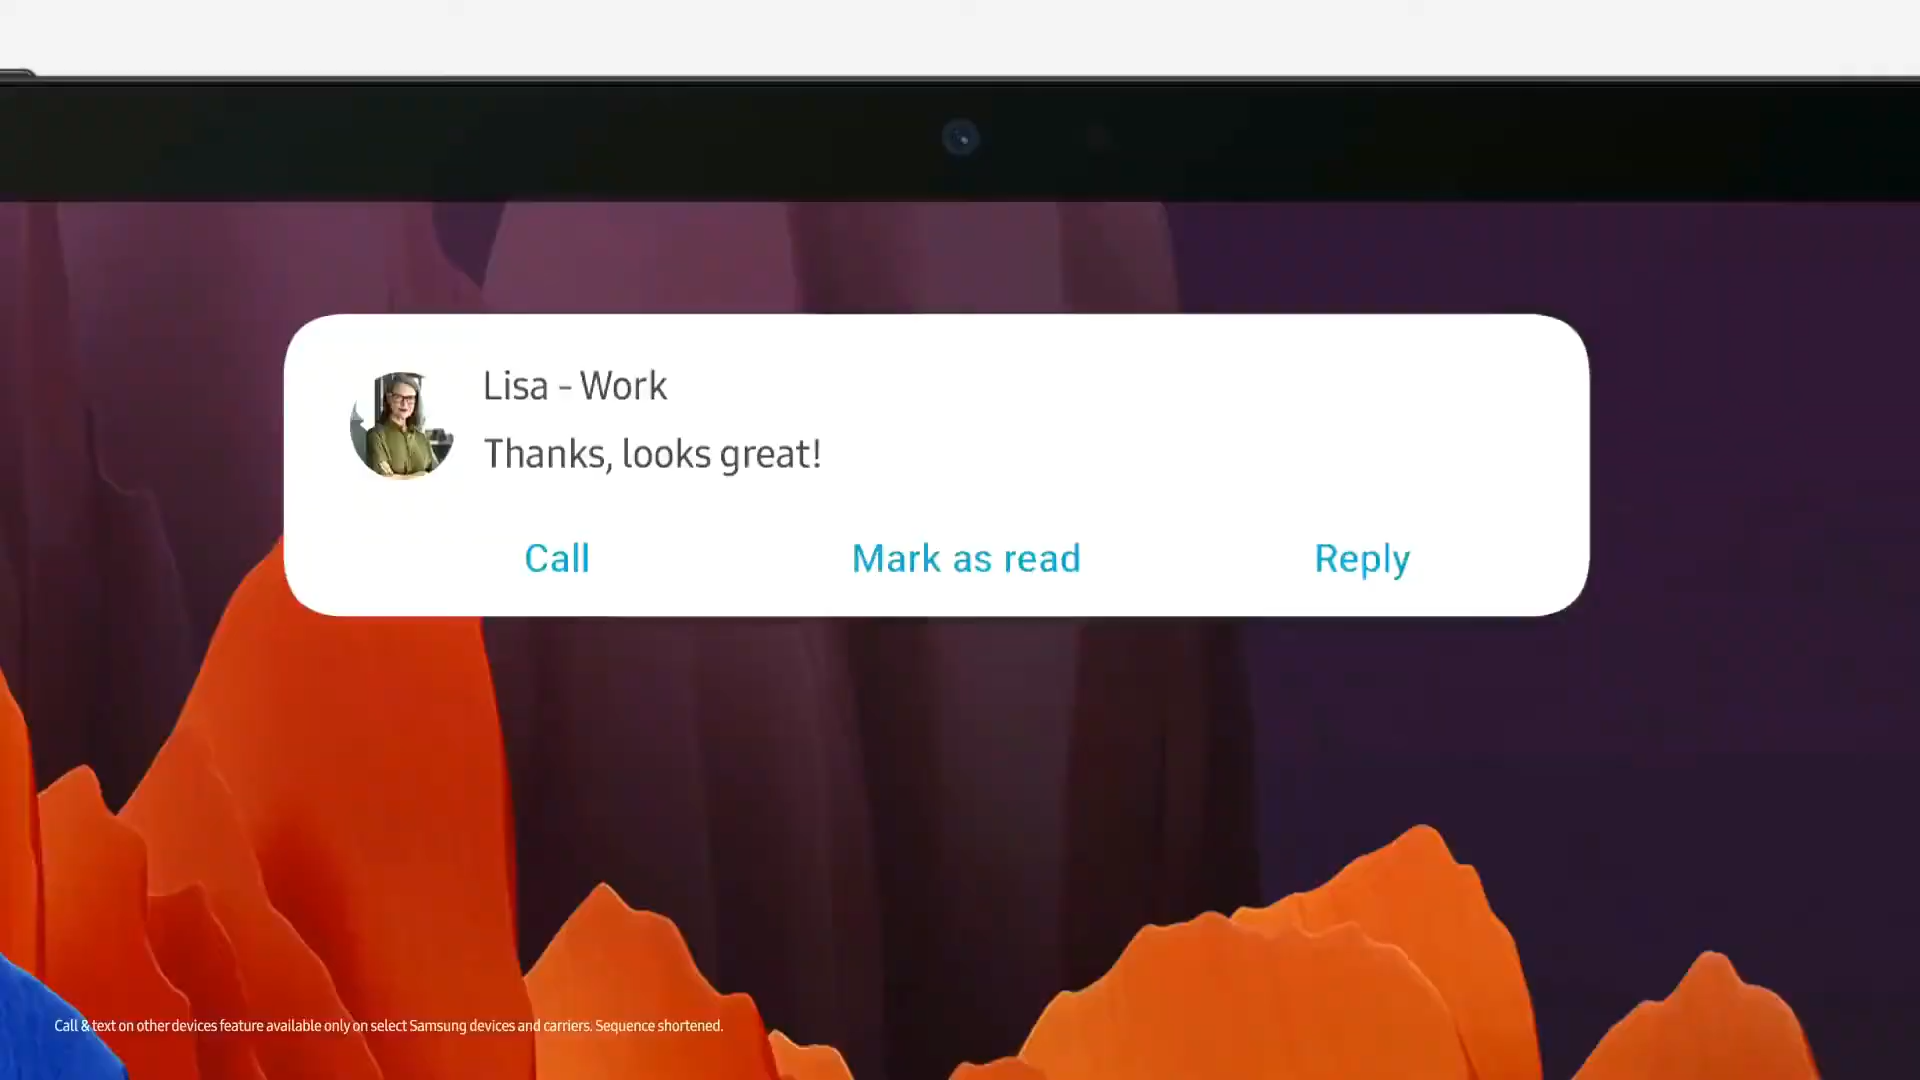 Lisa - Work
Thanks, looks great!
Call
Mark as read
Reply
Call & text on other devices feature available only on select Samsung devices and carriers. Sequence shortened.